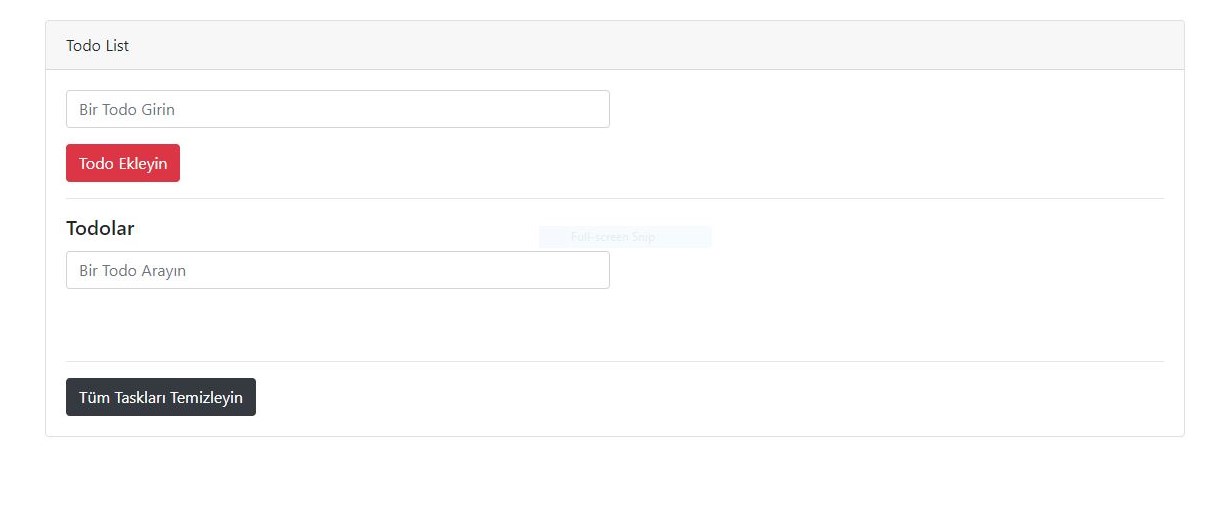 Todo List
Bir Todo Girin
Todo Ekleyin
Todolar
Full-screen Snip
Bir Todo Arayın
Tüm Taskları Temizleyin